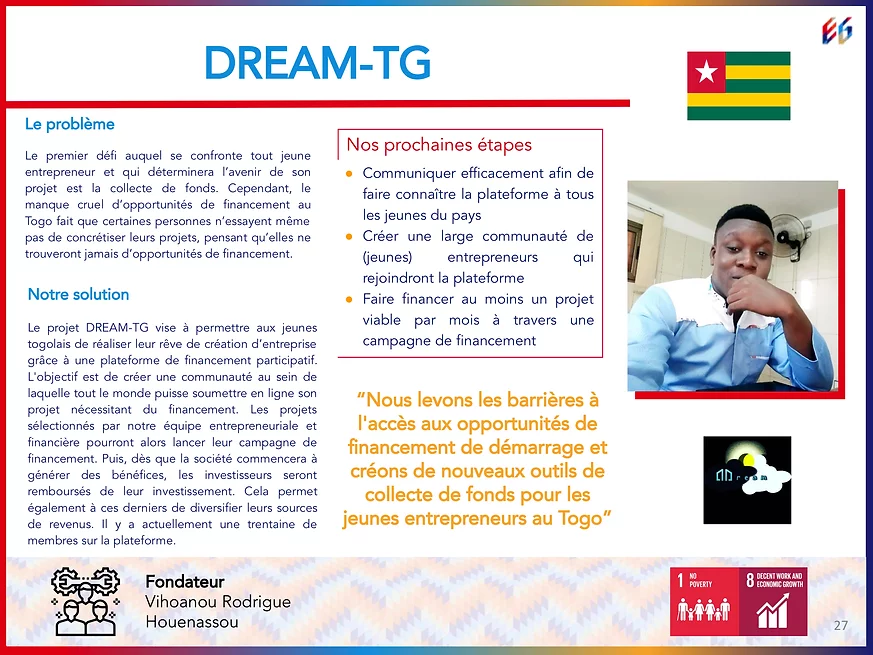 EG
DREAM-TG
Le problème
Le premier défi auquel se confronte tout jeune
entrepreneur et qui déterminera l’avenir de son
projet est la collecte de fonds. Cependant, le
manque cruel d’opportunités de financement au
Togo fait que certaines personnes n’essayent même
pas de concrétiser leurs projets, pensant qu’elles ne
trouveront jamais d’opportunités de financement.
Notre solution
Le projet DREAM-TG vise à permettre aux jeunes
togolais de réaliser leur rêve de création d’entreprise
grâce à une plateforme de financement participatif.
L'objectif est de créer une communauté au sein de
laquelle tout le monde puisse soumettre en ligne son
projet nécessitant du financement. Les projets
sélectionnés par notre équipe entrepreneuriale et
financière pourront alors lancer leur campagne de
financement. Puis, dès que la société commencera à
générer des bénéfices, les investisseurs seront
remboursés de leur investissement. Cela permet
également à ces derniers de diversifier leurs sources
de revenus. Il y a actuellement une trentaine de
membres sur la plateforme.
Nos prochaines étapes
● Communiquer efficacement afin de
faire connaître la plateforme à tous
les jeunes du pays
● Créer une large communauté de
(jeunes) entrepreneurs qui
rejoindront la plateforme
● Faire financer au moins un projet
viable par mois à travers une
campagne de financement
“Nous levons les barrières à
l'accès aux opportunités de
financement de démarrage et
créons de nouveaux outils de
collecte de fonds pour les
jeunes entrepreneurs au Togo”
Dream
Fondateur
Vihoanou Rodrigue
Houenassou
1 NO
POVERTY
8 DECENT WORK AND
ECONOMIC GROWTH
27